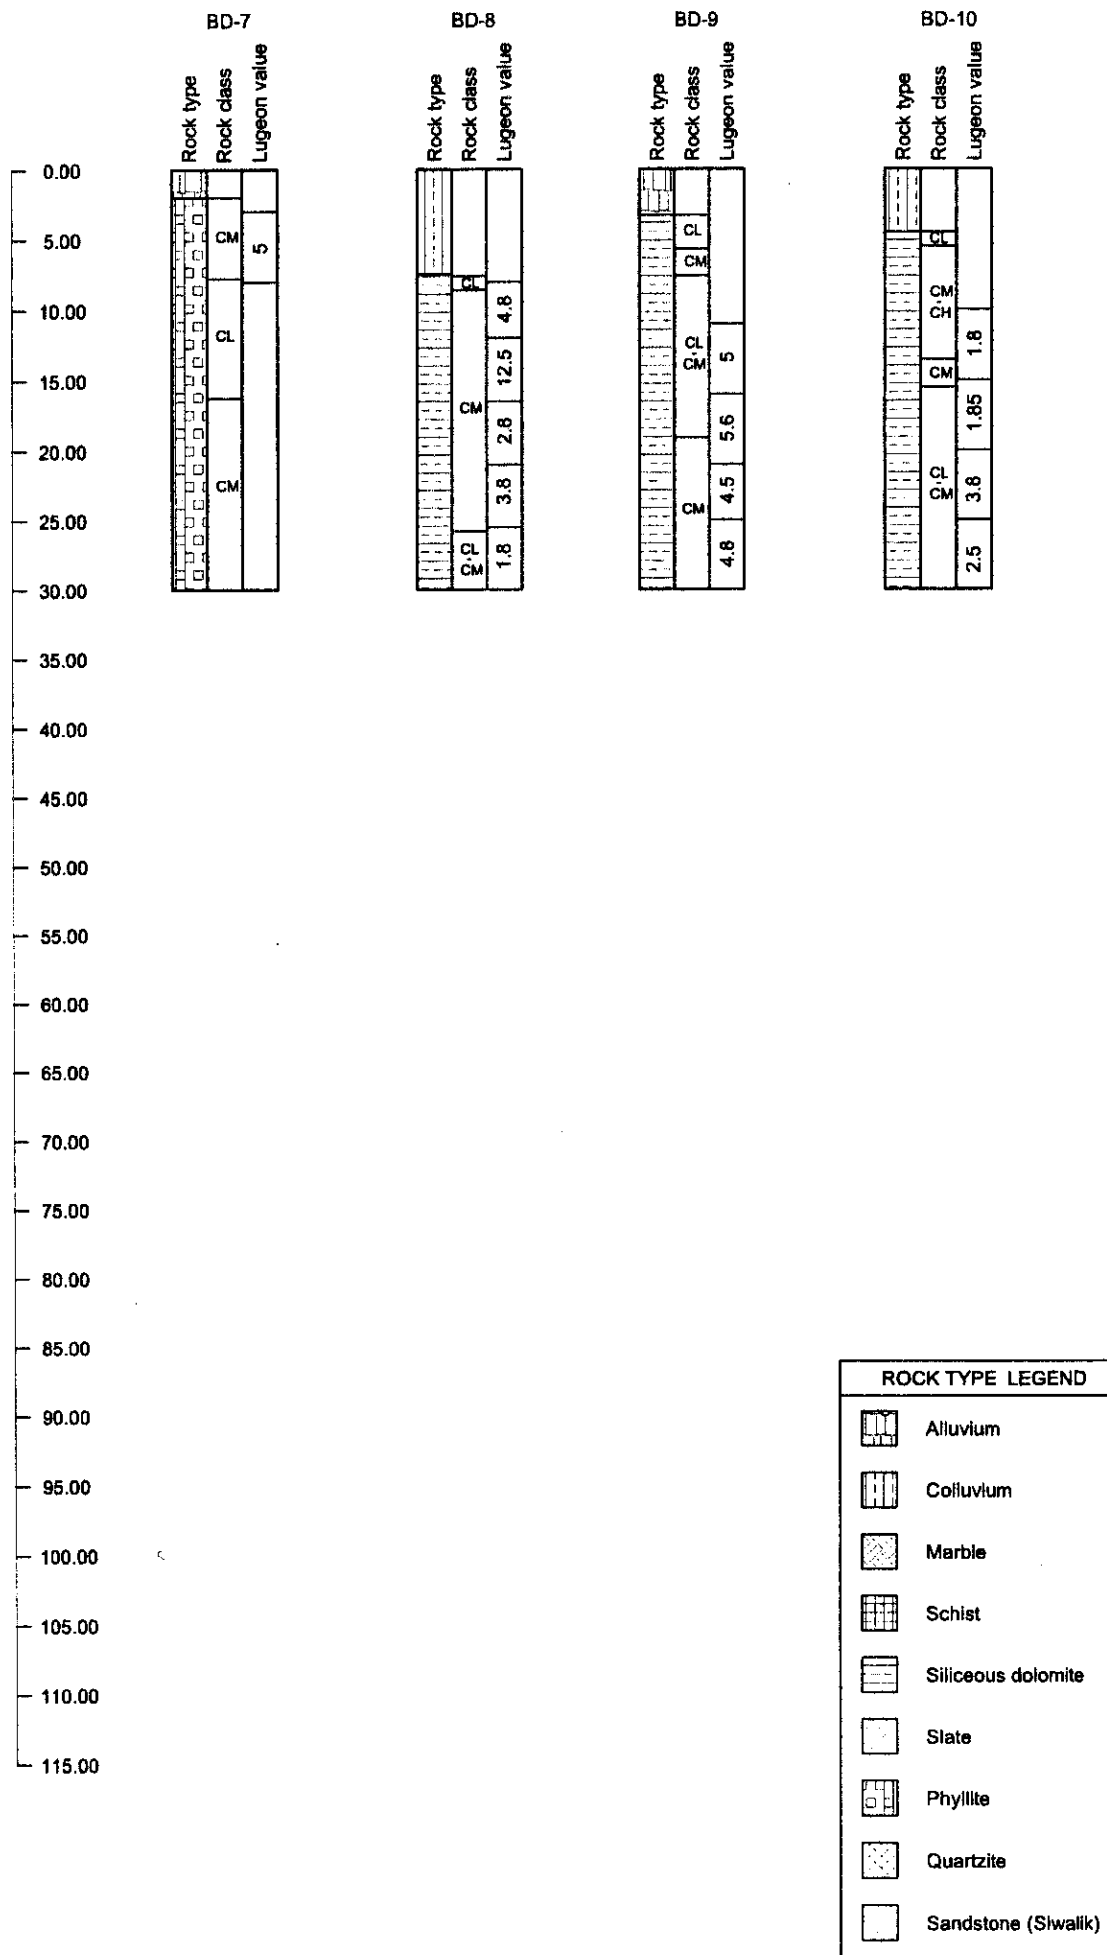 BD-7
BD-8
BD-9
BD-10
Rock type
Rock class
Lugeon value
Rock type
Rock class
Lugeon value
Rock type
Rock class
Lugeon value
Rock type
Rock class
Lugeon value
0.00
5.00
10.00
15.00
20.00
25.00
30.00
35.00
40.00
45.00
50.00
55.00
60.00
65.00
70.00
75.00
80.00
85.00
90.00
95.00
100.00
105.00
110.00
115.00
CM
CL
CM
5
CL
CM
CL
-
CM
4.8
12.5
2.8
3.8
1.8
CL
CM
CL
-
CM
CM
5
5.6
4.5
4.8
CL
CM
-
CH
CM
CL
-
CM
1.8
1.85
3.8
2.5
ROCK TYPE LEGEND
Alluvium
Colluvium
Marble
Schist
Siliceous dolomite
Slate
Phyllite
Quartzite
Sandstone (Siwalik)